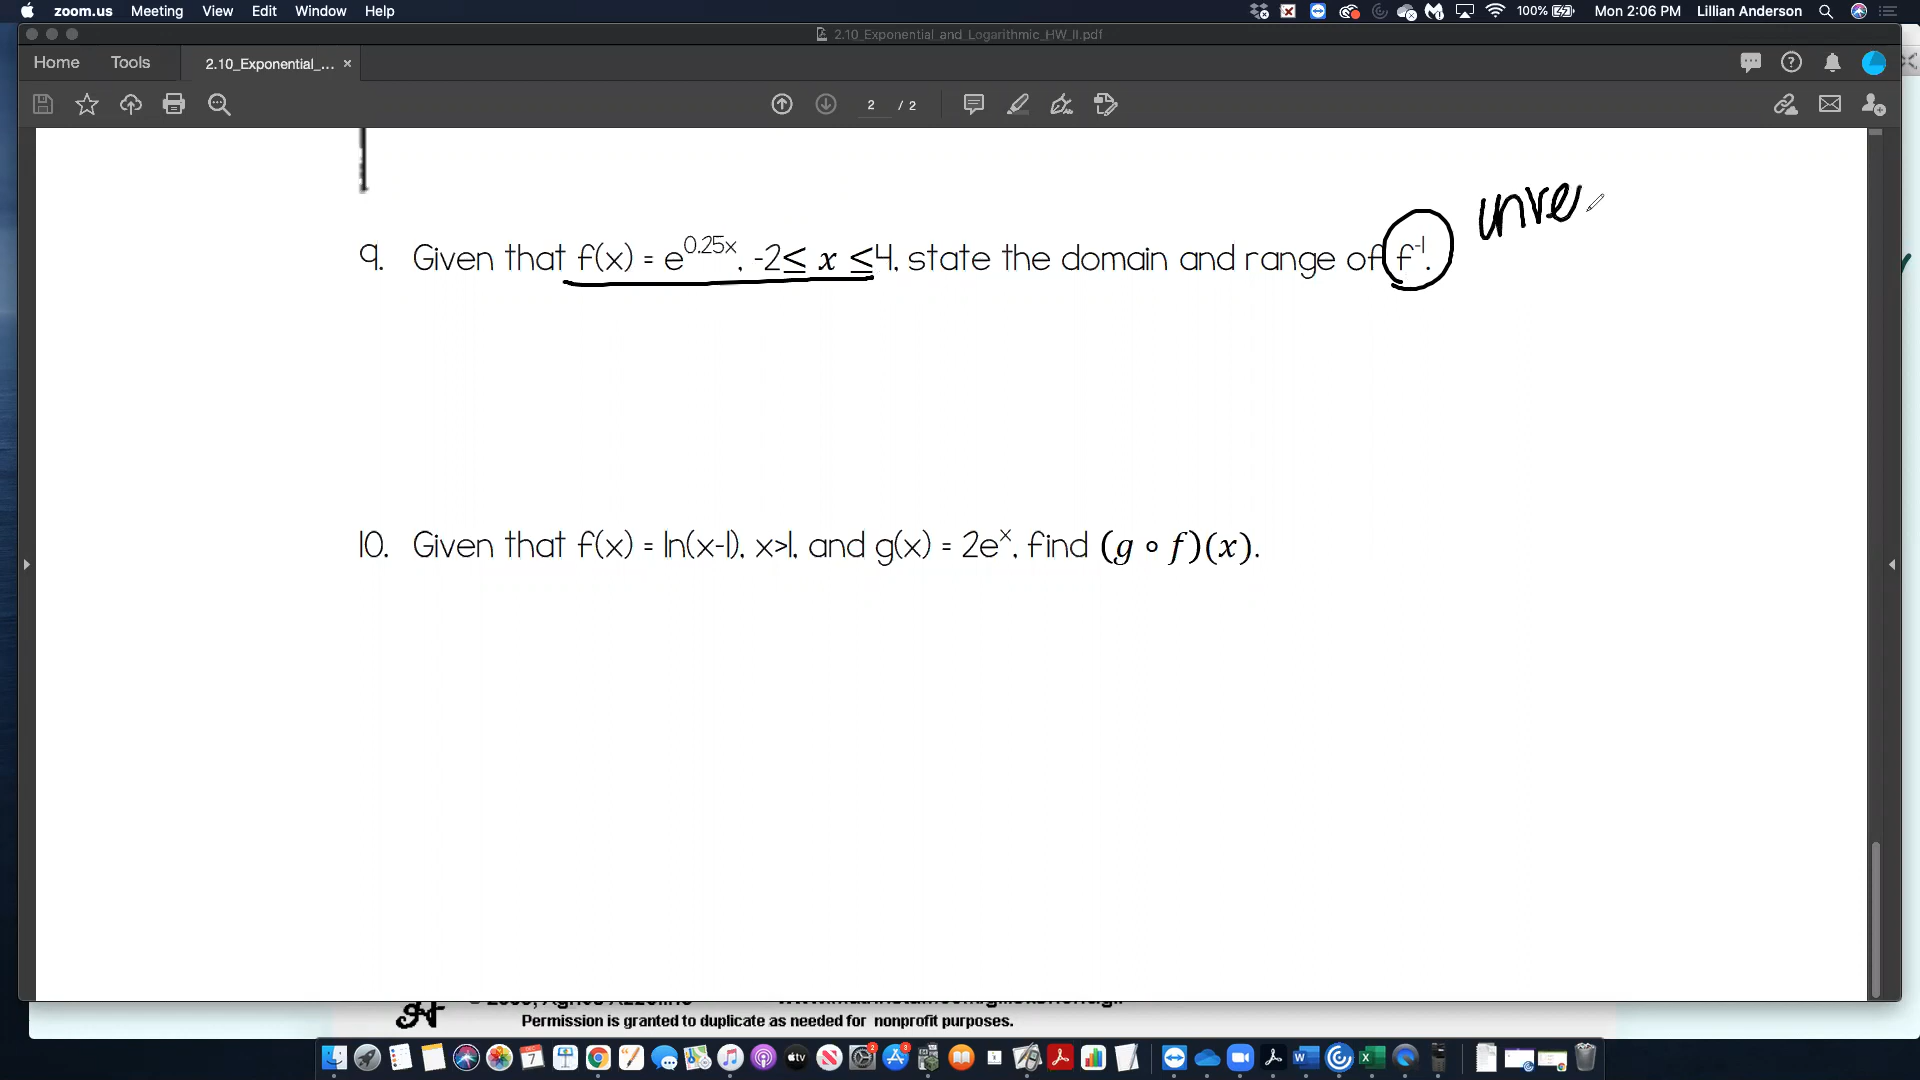 zoom.us Meeting View Edit Window Help 100% Mon 2:06 PM Lillian Anderson
2.10_Exponential_and_Logarithmic_HW_II.pdf
Home Tools 2.10_Exponential_... ×
2 / 2
inve
9. Given that f(x) = e^0.25x, -2≤ x ≤4, state the domain and range of f^-1.
10. Given that f(x) = ln(x-1), x>1, and g(x) = 2e^x, find (g ∘ f)(x).
Permission is granted to duplicate as needed for nonprofit purposes.